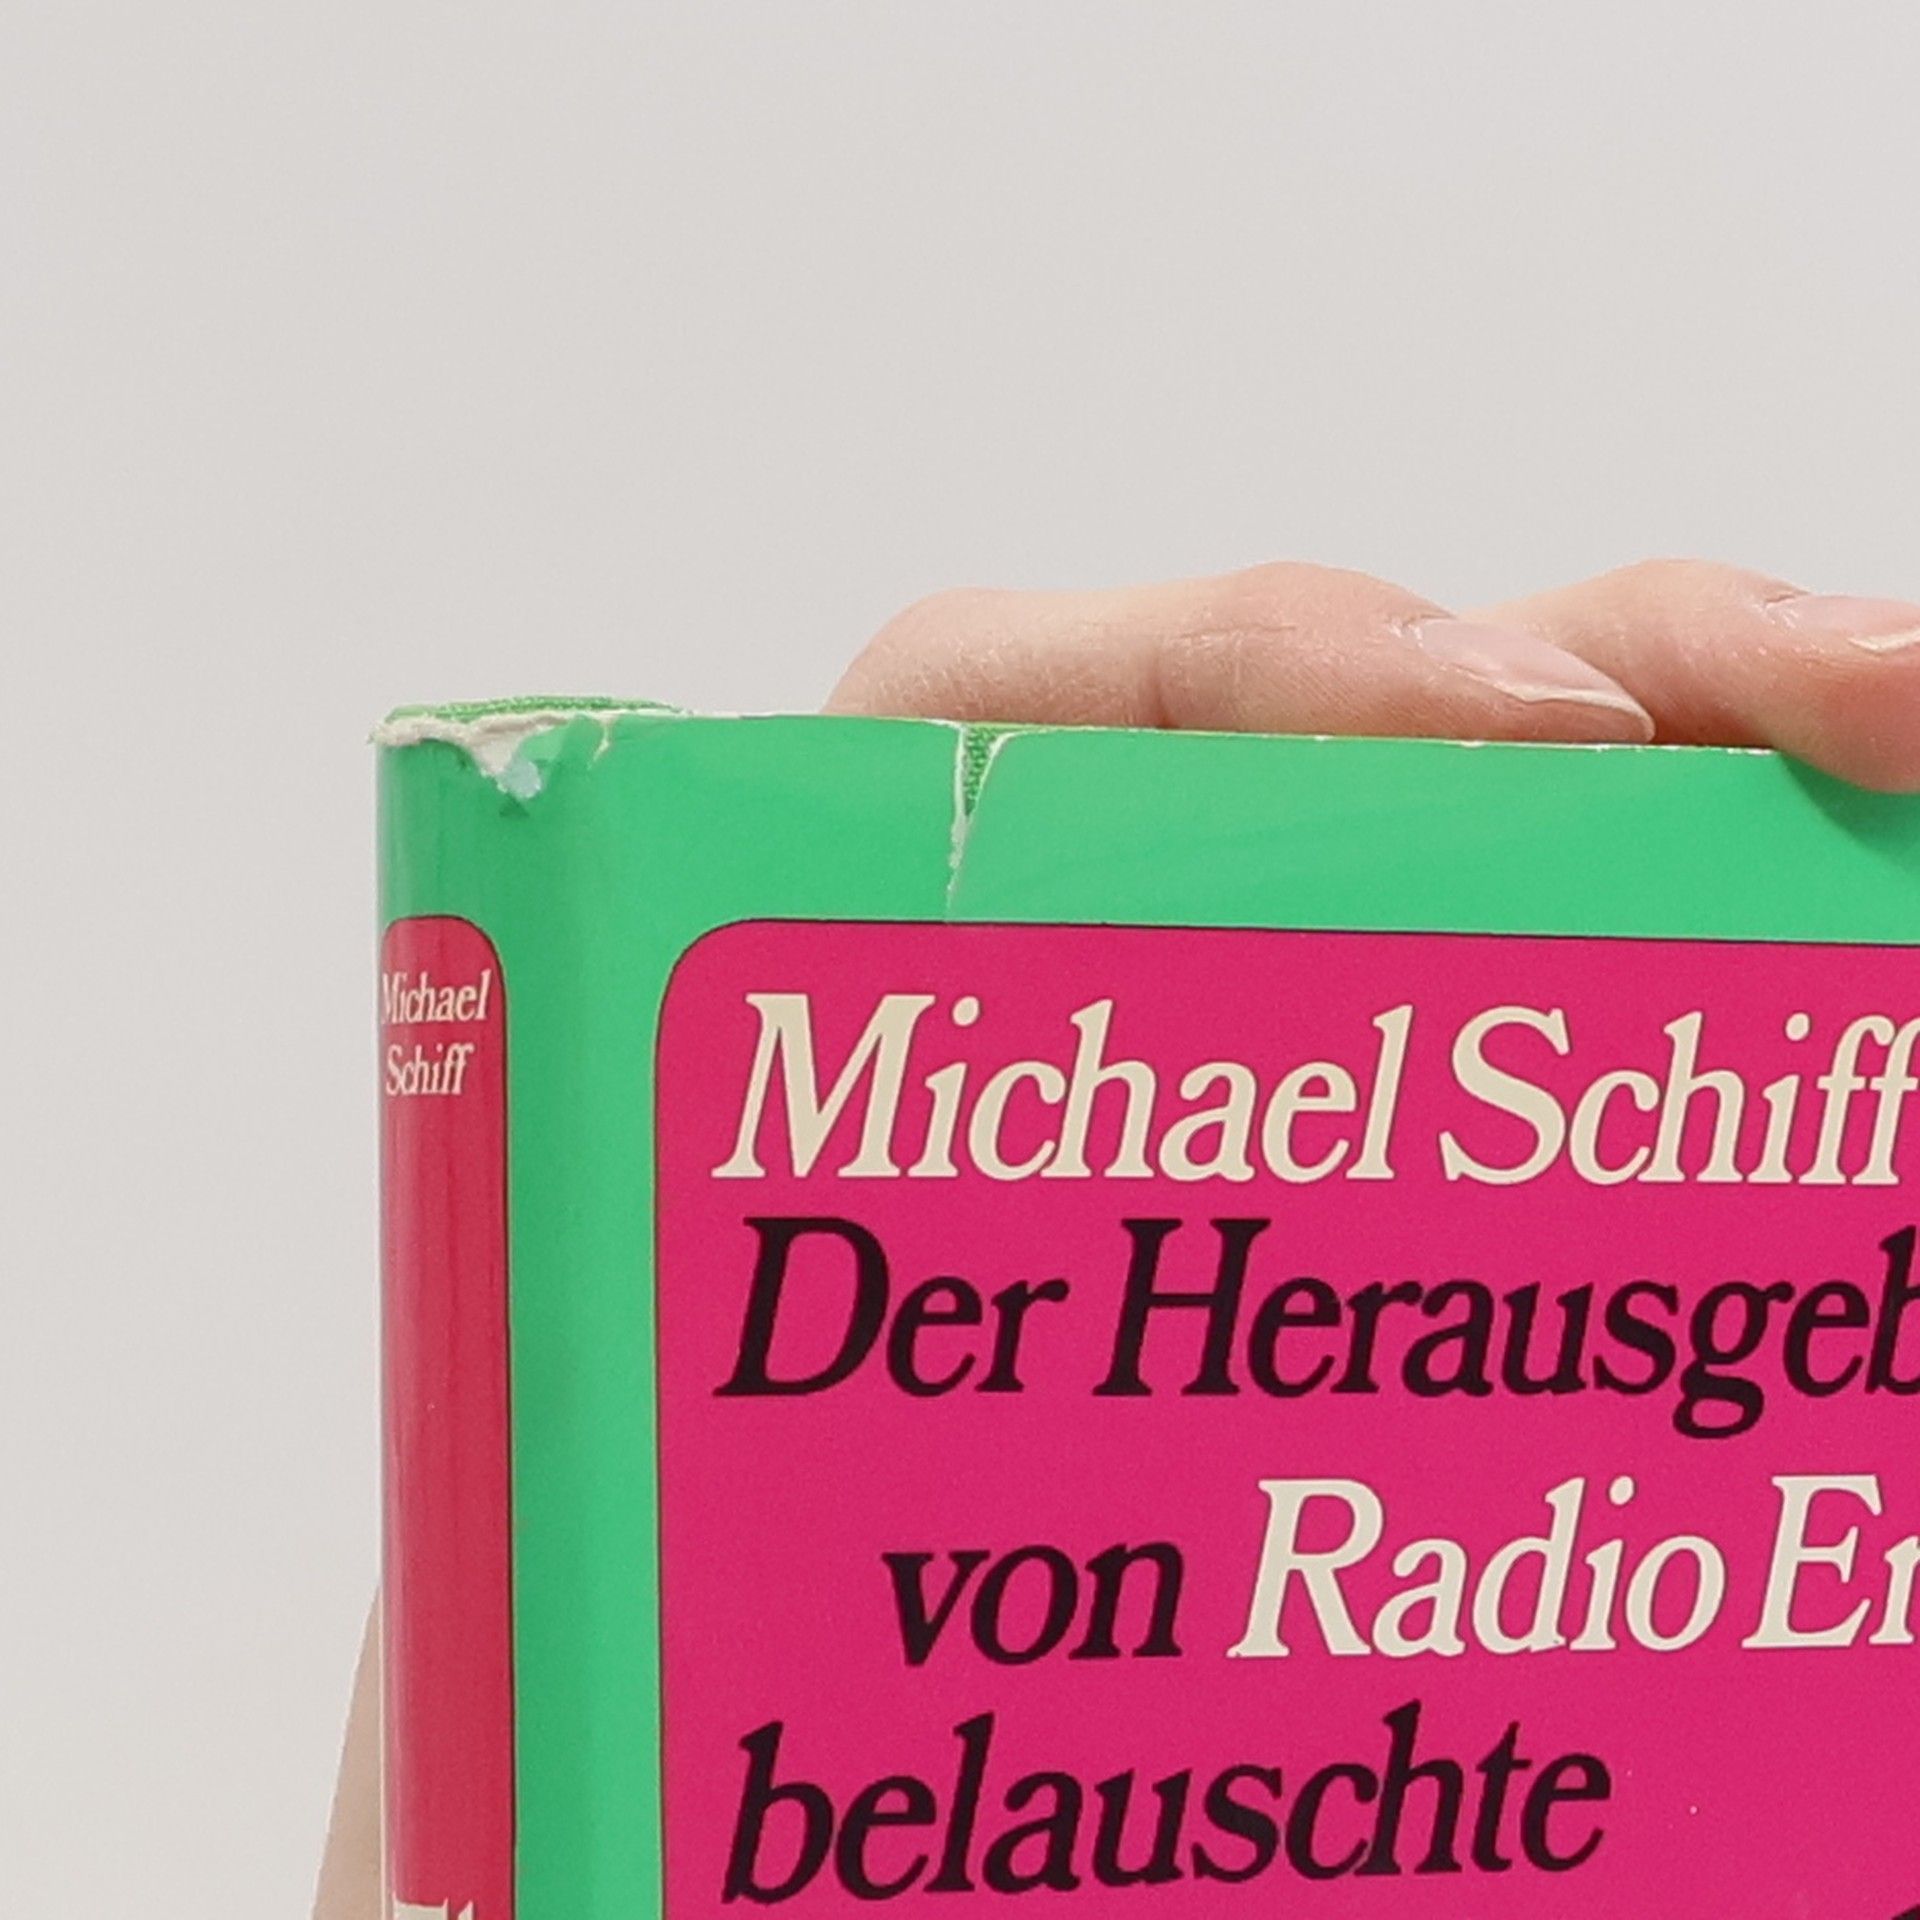 Michael
Schiff
Michael Schiff
Der Herausgeb
von Radio Er
belauschte